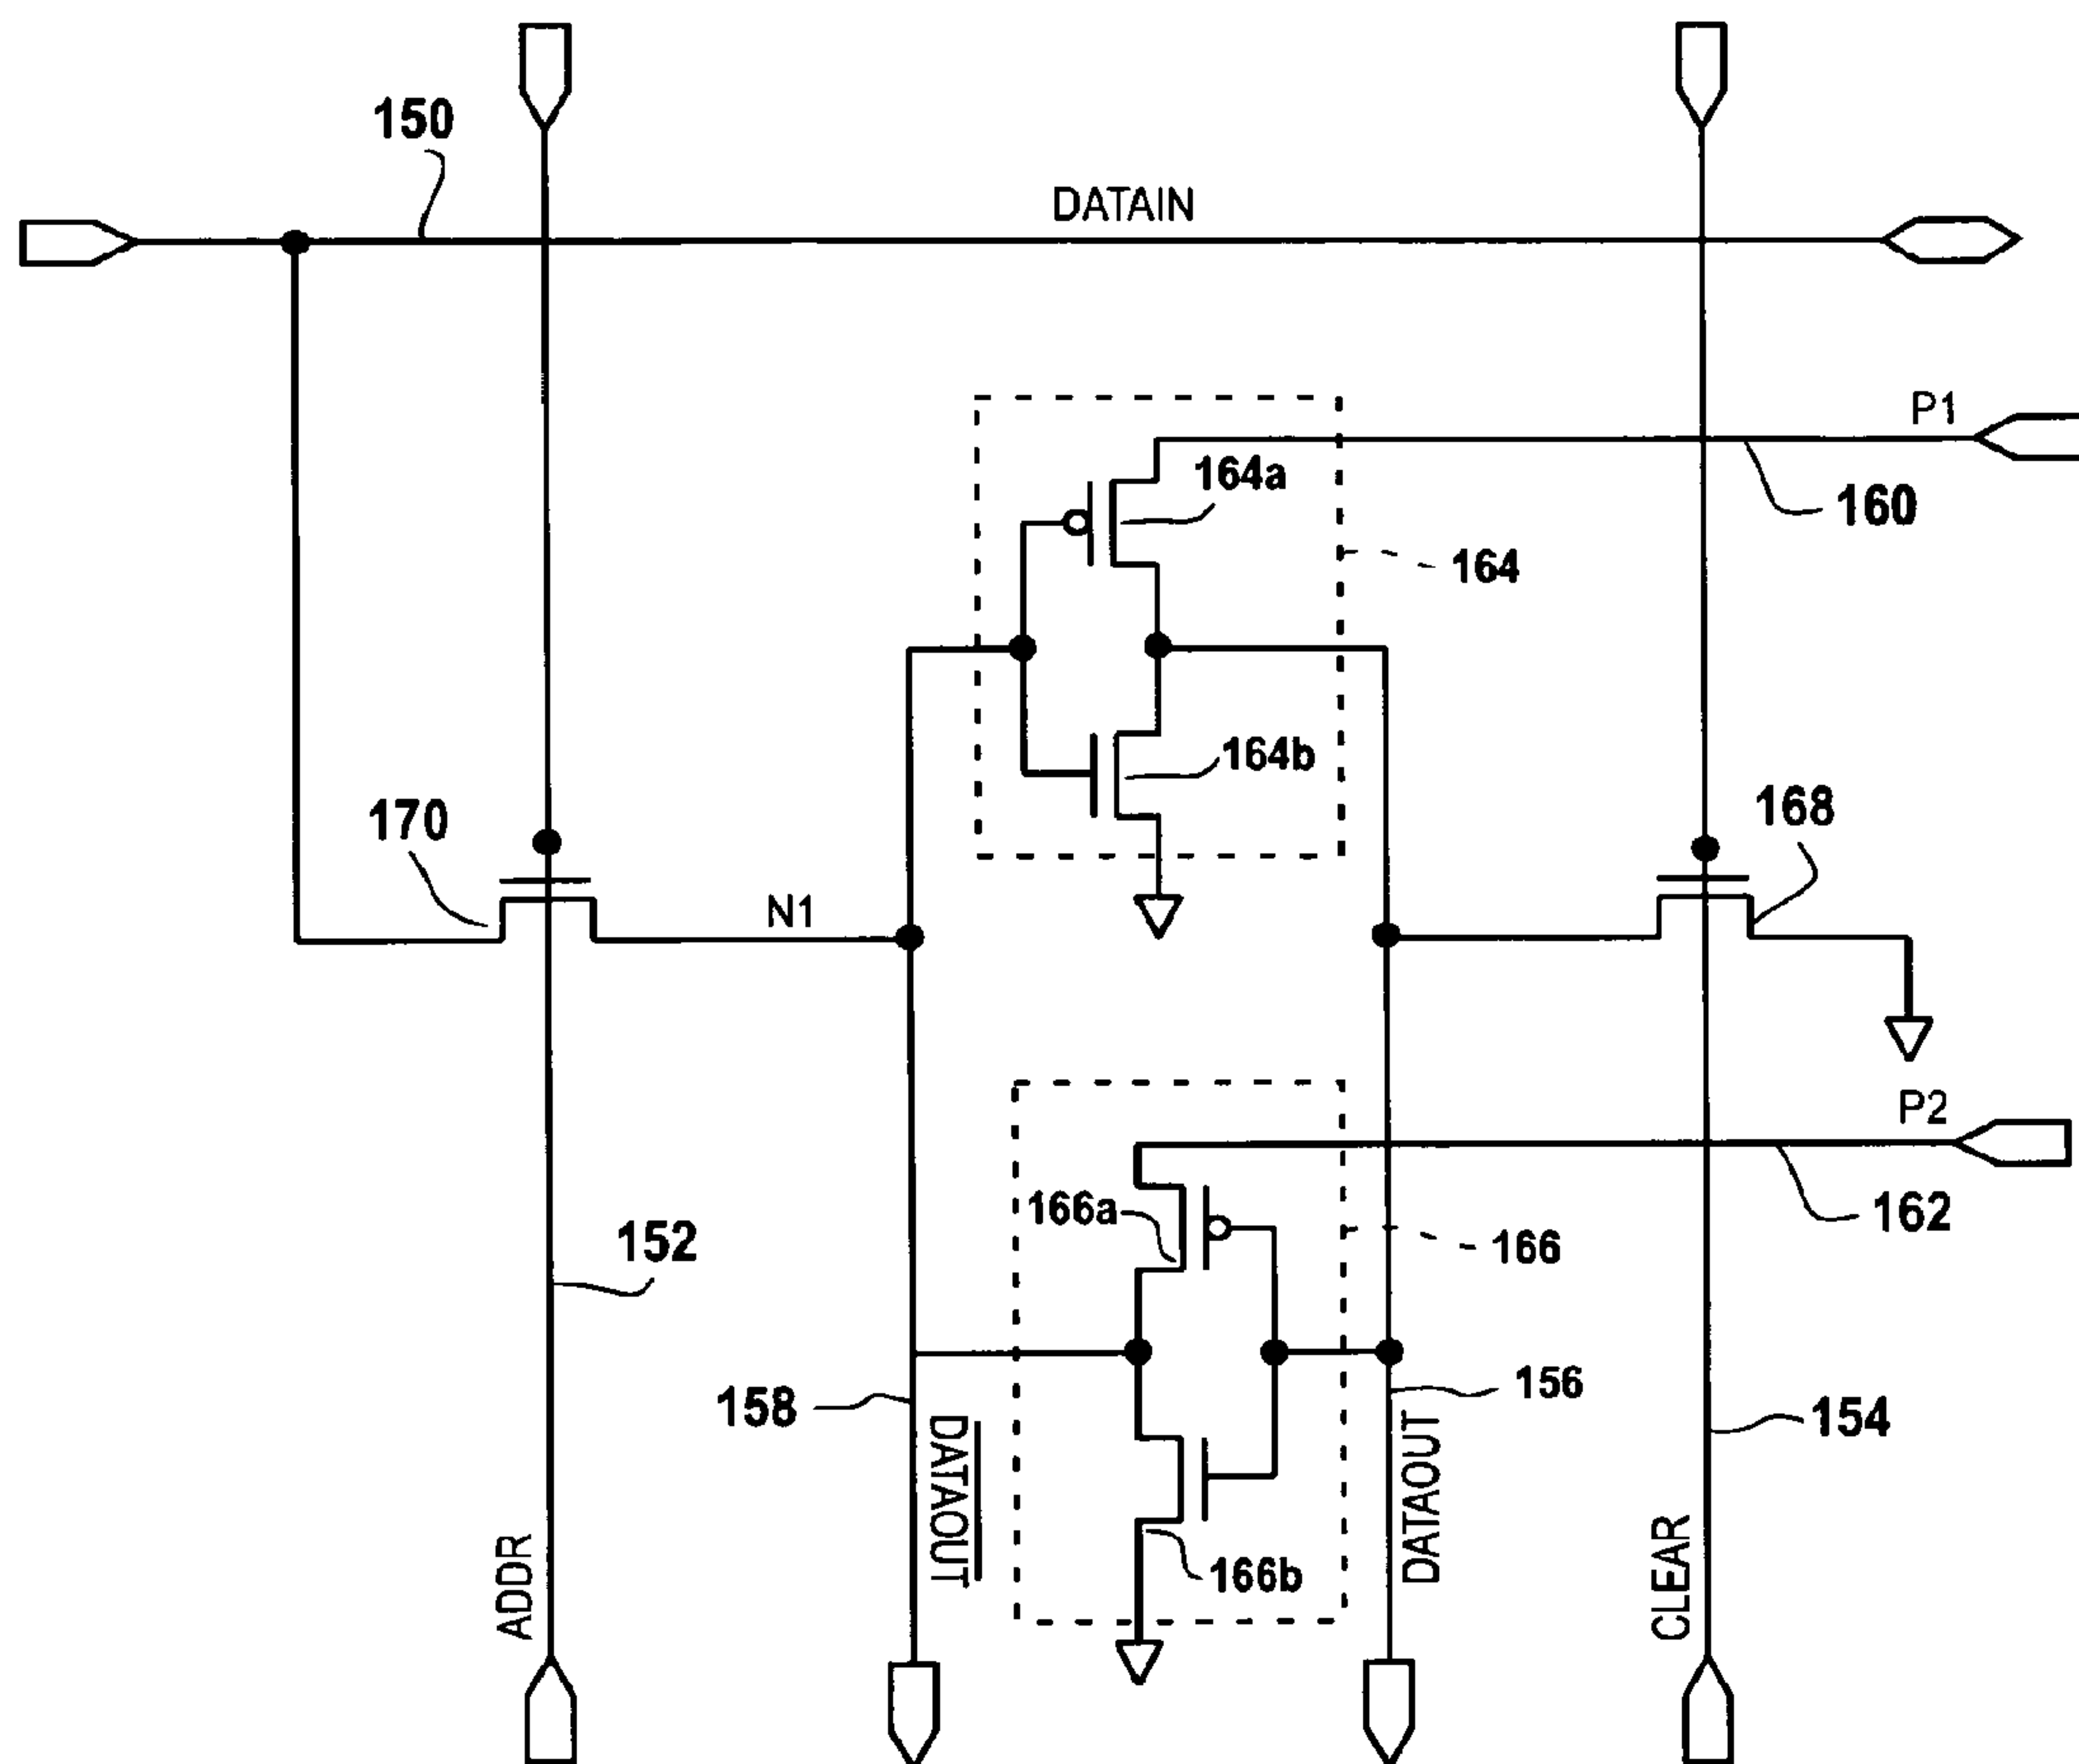 150
DATAIN
P1
164a
160
164
164b
170
168
N1
P2
166a
162
152
166
158
156
154
DATAOUT
DATAOUT
ADDR
166b
CLEAR